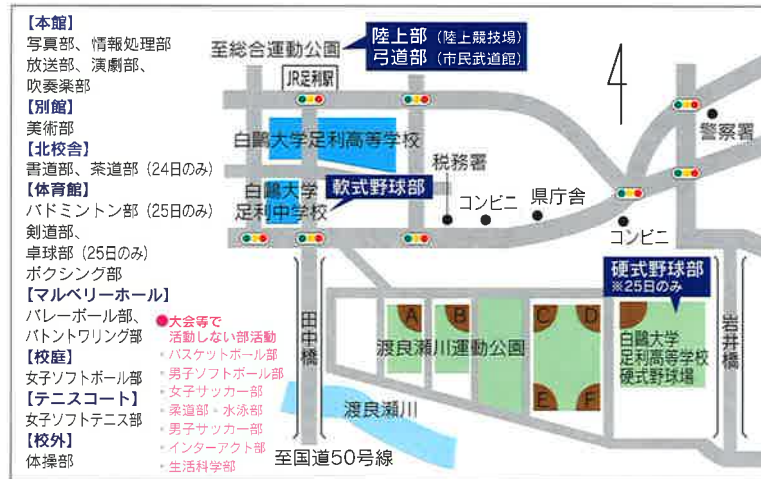 【本館】
写真部、情報処理部
放送部、演劇部、
吹奏楽部
【別館】
美術部
【北校舎】
書道部、茶道部（24日のみ）
【体育館】
バドミントン部（25日のみ）
剣道部、
卓球部（25日のみ）
ボクシング部
【マルベリーホール】
バレーボール部、
バトントワリング部
【校庭】
女子ソフトボール部
【テニスコート】
女子ソフトテニス部
【校外】
体操部
●大会等で
活動しない部活動
・バスケットボール部
・男子ソフトボール部
・女子サッカー部
・柔道部・水泳部
・男子サッカー部
・インターアクト部
・生活科学部
至総合運動公園
陸上部（陸上競技場）
弓道部（市民武道館）
JR足利駅
白鷗大学足利高等学校
白鷗大学
足利中学校
軟式野球部
税務署
コンビニ
県庁舎
コンビニ
警察署
硬式野球部
※25日のみ
田中橋
A
B
C
D
E
F
渡良瀬川運動公園
白鷗大学
足利高等学校
硬式野球場
岩井橋
渡良瀬川
至国道50号線